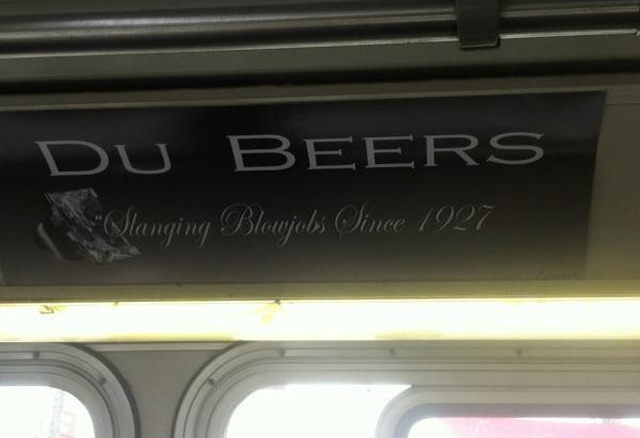 DU BEERS
"Slanging Blowjobs Since 1927